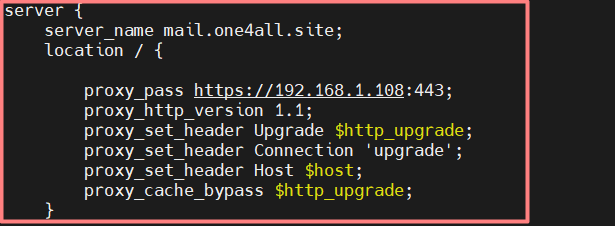 server {
    server_name mail.one4all.site;
    location / {
        proxy_pass https://192.168.1.108:443;
        proxy_http_version 1.1;
        proxy_set_header Upgrade $http_upgrade;
        proxy_set_header Connection 'upgrade';
        proxy_set_header Host $host;
        proxy_cache_bypass $http_upgrade;
    }